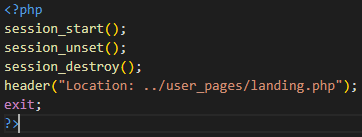 <?php
session_start();
session_unset();
session_destroy();
header("Location: ../user_pages/landing.php");
exit;
?>